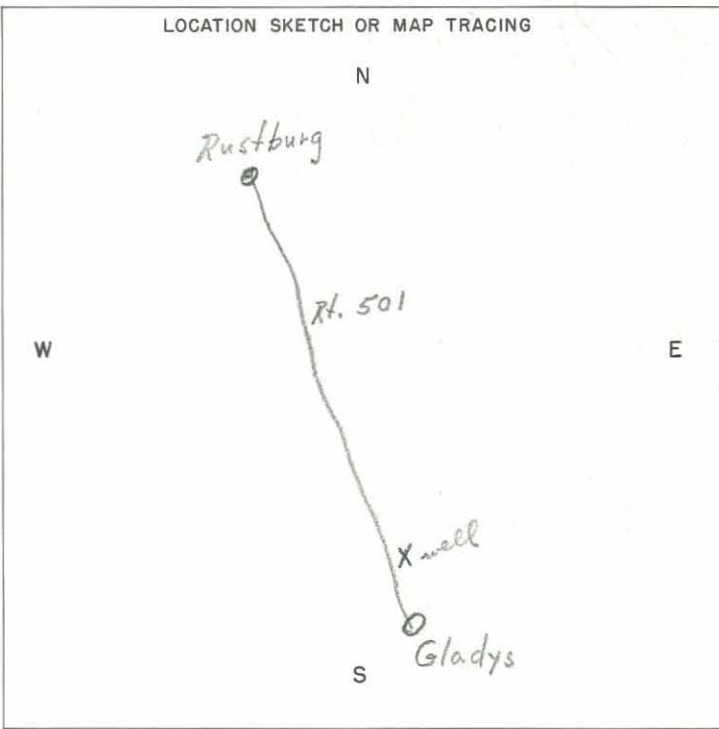 LOCATION SKETCH OR MAP TRACING
N
Rustburg
Rt. 501
W
E
X well
Gladys
S